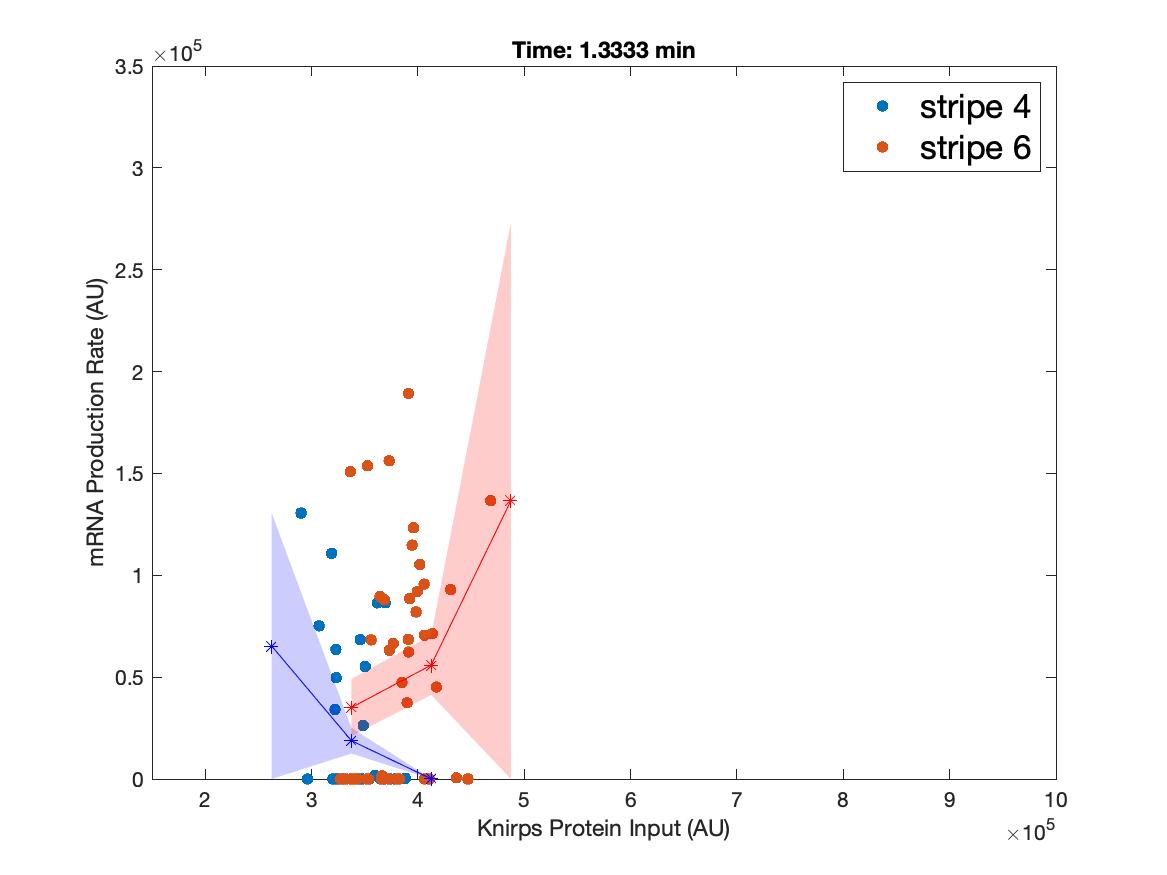 Time: 1.3333 min
×10⁵
3.5
3
2.5
2
1.5
1
0.5
0
mRNA Production Rate (AU)
stripe 4
stripe 6
2 3 4 5 6 7 8 9 10
Knirps Protein Input (AU)
×10⁵